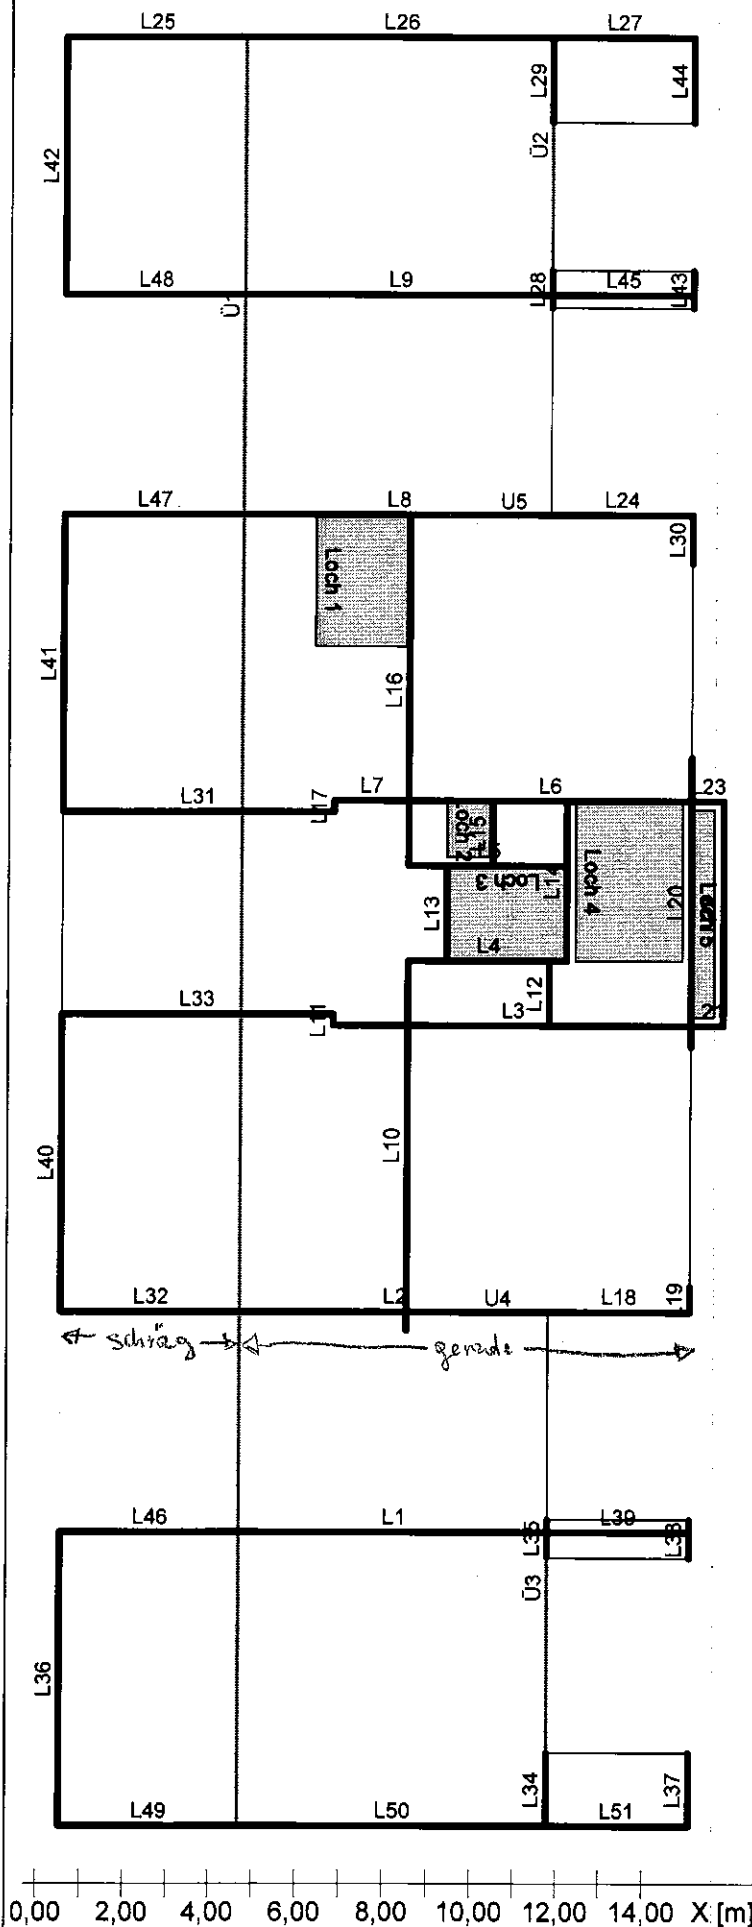 L25 L26 L27
L29 L44
L42 Ü2
L48 L9 L28 L45 L43
L47 L8 U5 L24
L30
Loch 1
L41 L16
L31 L17 L7 L6 L23
Loch 2
Loch 3
Loch 4
L20
L13 L4
L33 L3 L12
L10
L40
L32 L2 U4 L18 L19
schräg gerade
L46 L1 L35 L39 L38
Ü3
L36
L34 L37
L49 L50 L51
0,00 2,00 4,00 6,00 8,00 10,00 12,00 14,00 X [m]